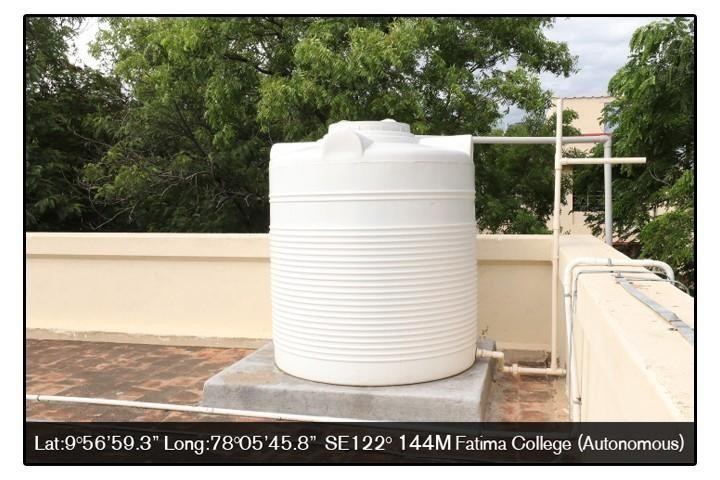 Lat:9°56’59.3” Long:78°05’45.8” SE122° 144M Fatima College (Autonomous)